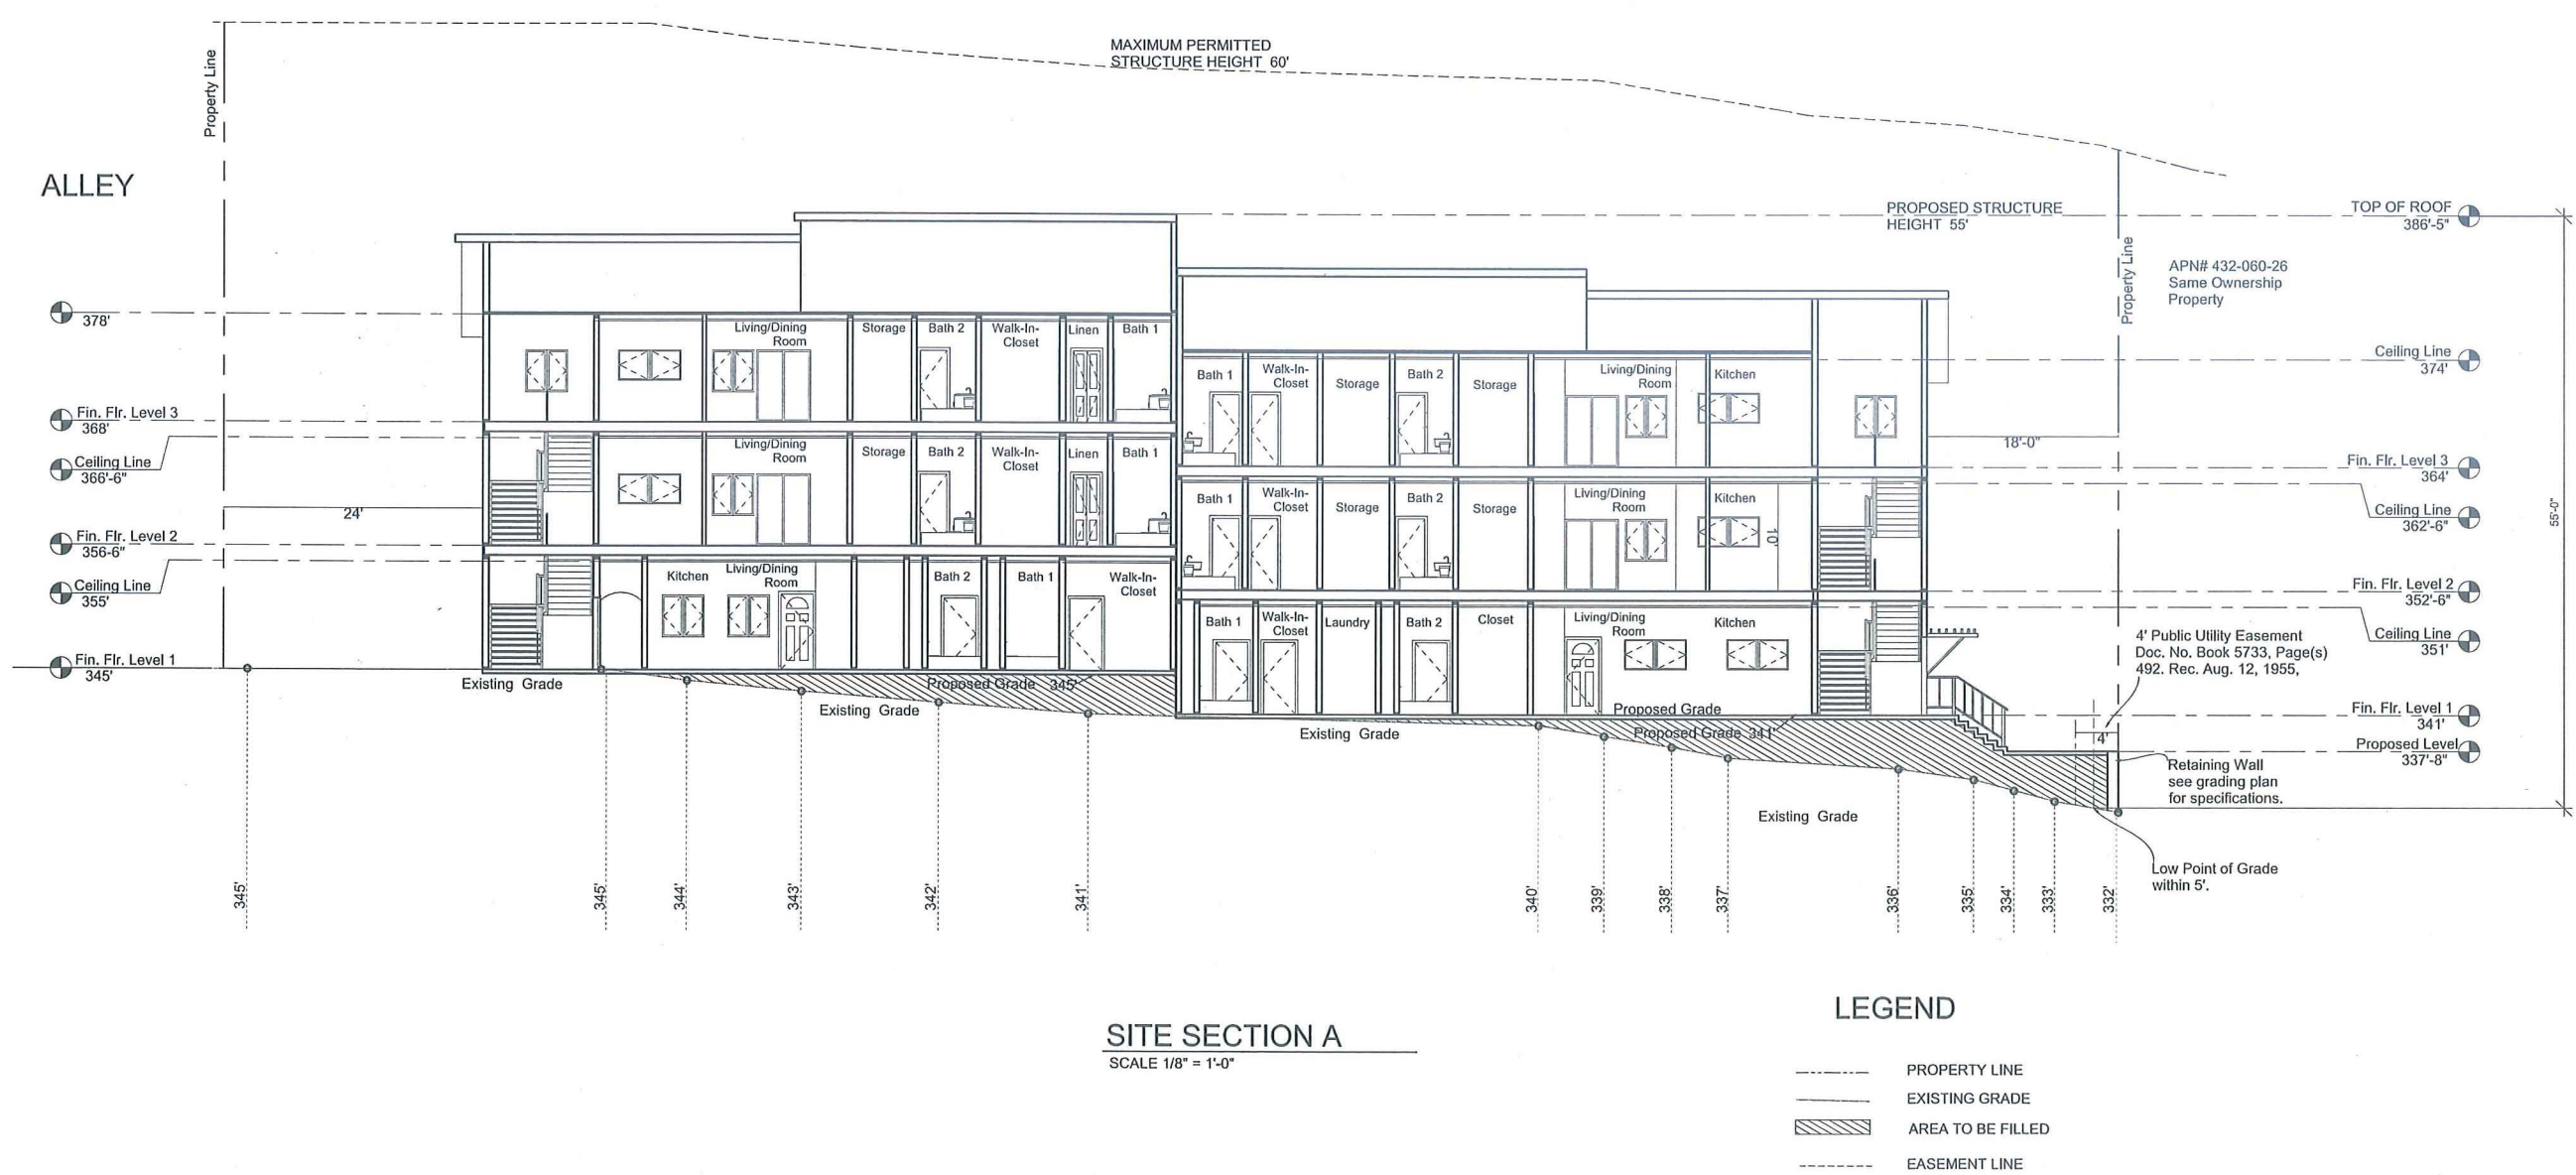 MAXIMUM PERMITTED
STRUCTURE HEIGHT 60'
Property Line
ALLEY
PROPOSED STRUCTURE
HEIGHT 55'
TOP OF ROOF
386'-5"
Property Line
APN# 432-060-26
Same Ownership
Property
378'
Fin. Flr. Level 3
368'
Ceiling Line
366'-6"
24'
Fin. Flr. Level 2
356-6"
Ceiling Line
355'
Fin. Flr. Level 1
345'
Living/Dining
Room
Storage
Bath 2
Walk-In-
Closet
Linen
Bath 1
Living/Dining
Room
Storage
Bath 2
Walk-In-
Closet
Linen
Bath 1
Kitchen
Living/Dining
Room
Bath 2
Bath 1
Walk-In-
Closet
Bath 1
Walk-In-
Closet
Storage
Bath 2
Storage
Living/Dining
Room
Kitchen
Bath 1
Walk-In-
Closet
Storage
Bath 2
Storage
Living/Dining
Room
Kitchen
10'
Bath 1
Walk-In-
Closet
Laundry
Bath 2
Closet
Living/Dining
Room
Kitchen
Ceiling Line
374'
18'-0"
Fin. Flr. Level 3
364'
Ceiling Line
362'-6"
55'-0"
Fin. Flr. Level 2
352'-6"
Ceiling Line
351'
4' Public Utility Easement
Doc. No. Book 5733, Page(s)
492. Rec. Aug. 12, 1955,
Fin. Flr. Level 1
341'
4'
Proposed Level
337'-8"
Retaining Wall
see grading plan
for specifications.
Existing Grade
Proposed Grade 345'
Existing Grade
Proposed Grade
Existing Grade
Proposed Grade 341'
Existing Grade
Low Point of Grade
within 5'.
345'
345'
344'
343'
342'
341'
340'
339'
338'
337'
336'
335'
334'
333'
332'
SITE SECTION A
SCALE 1/8" = 1'-0"
LEGEND
PROPERTY LINE
EXISTING GRADE
AREA TO BE FILLED
EASEMENT LINE